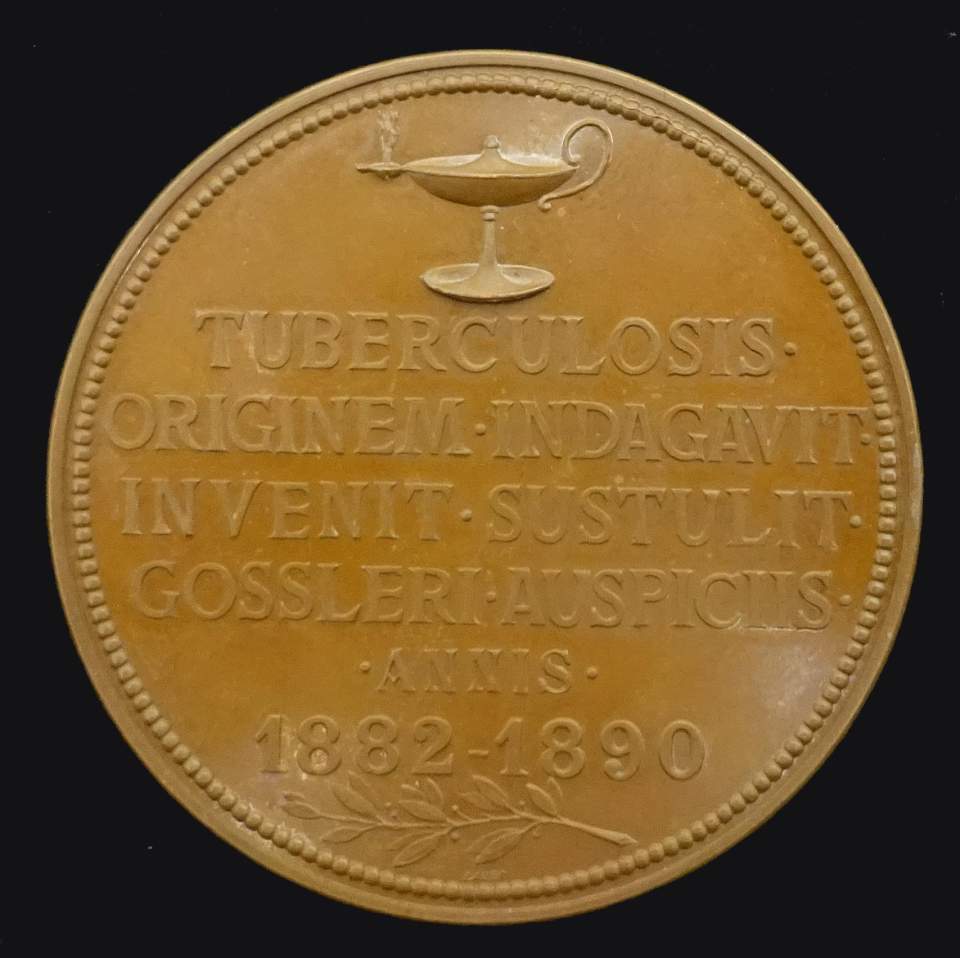 TUBERCULOSIS ·
ORIGINEM · INDAGAVIT ·
INVENIT · SUSTULIT ·
GOSSLERI · AUSPICIIS ·
· ANNIS ·
1882-1890